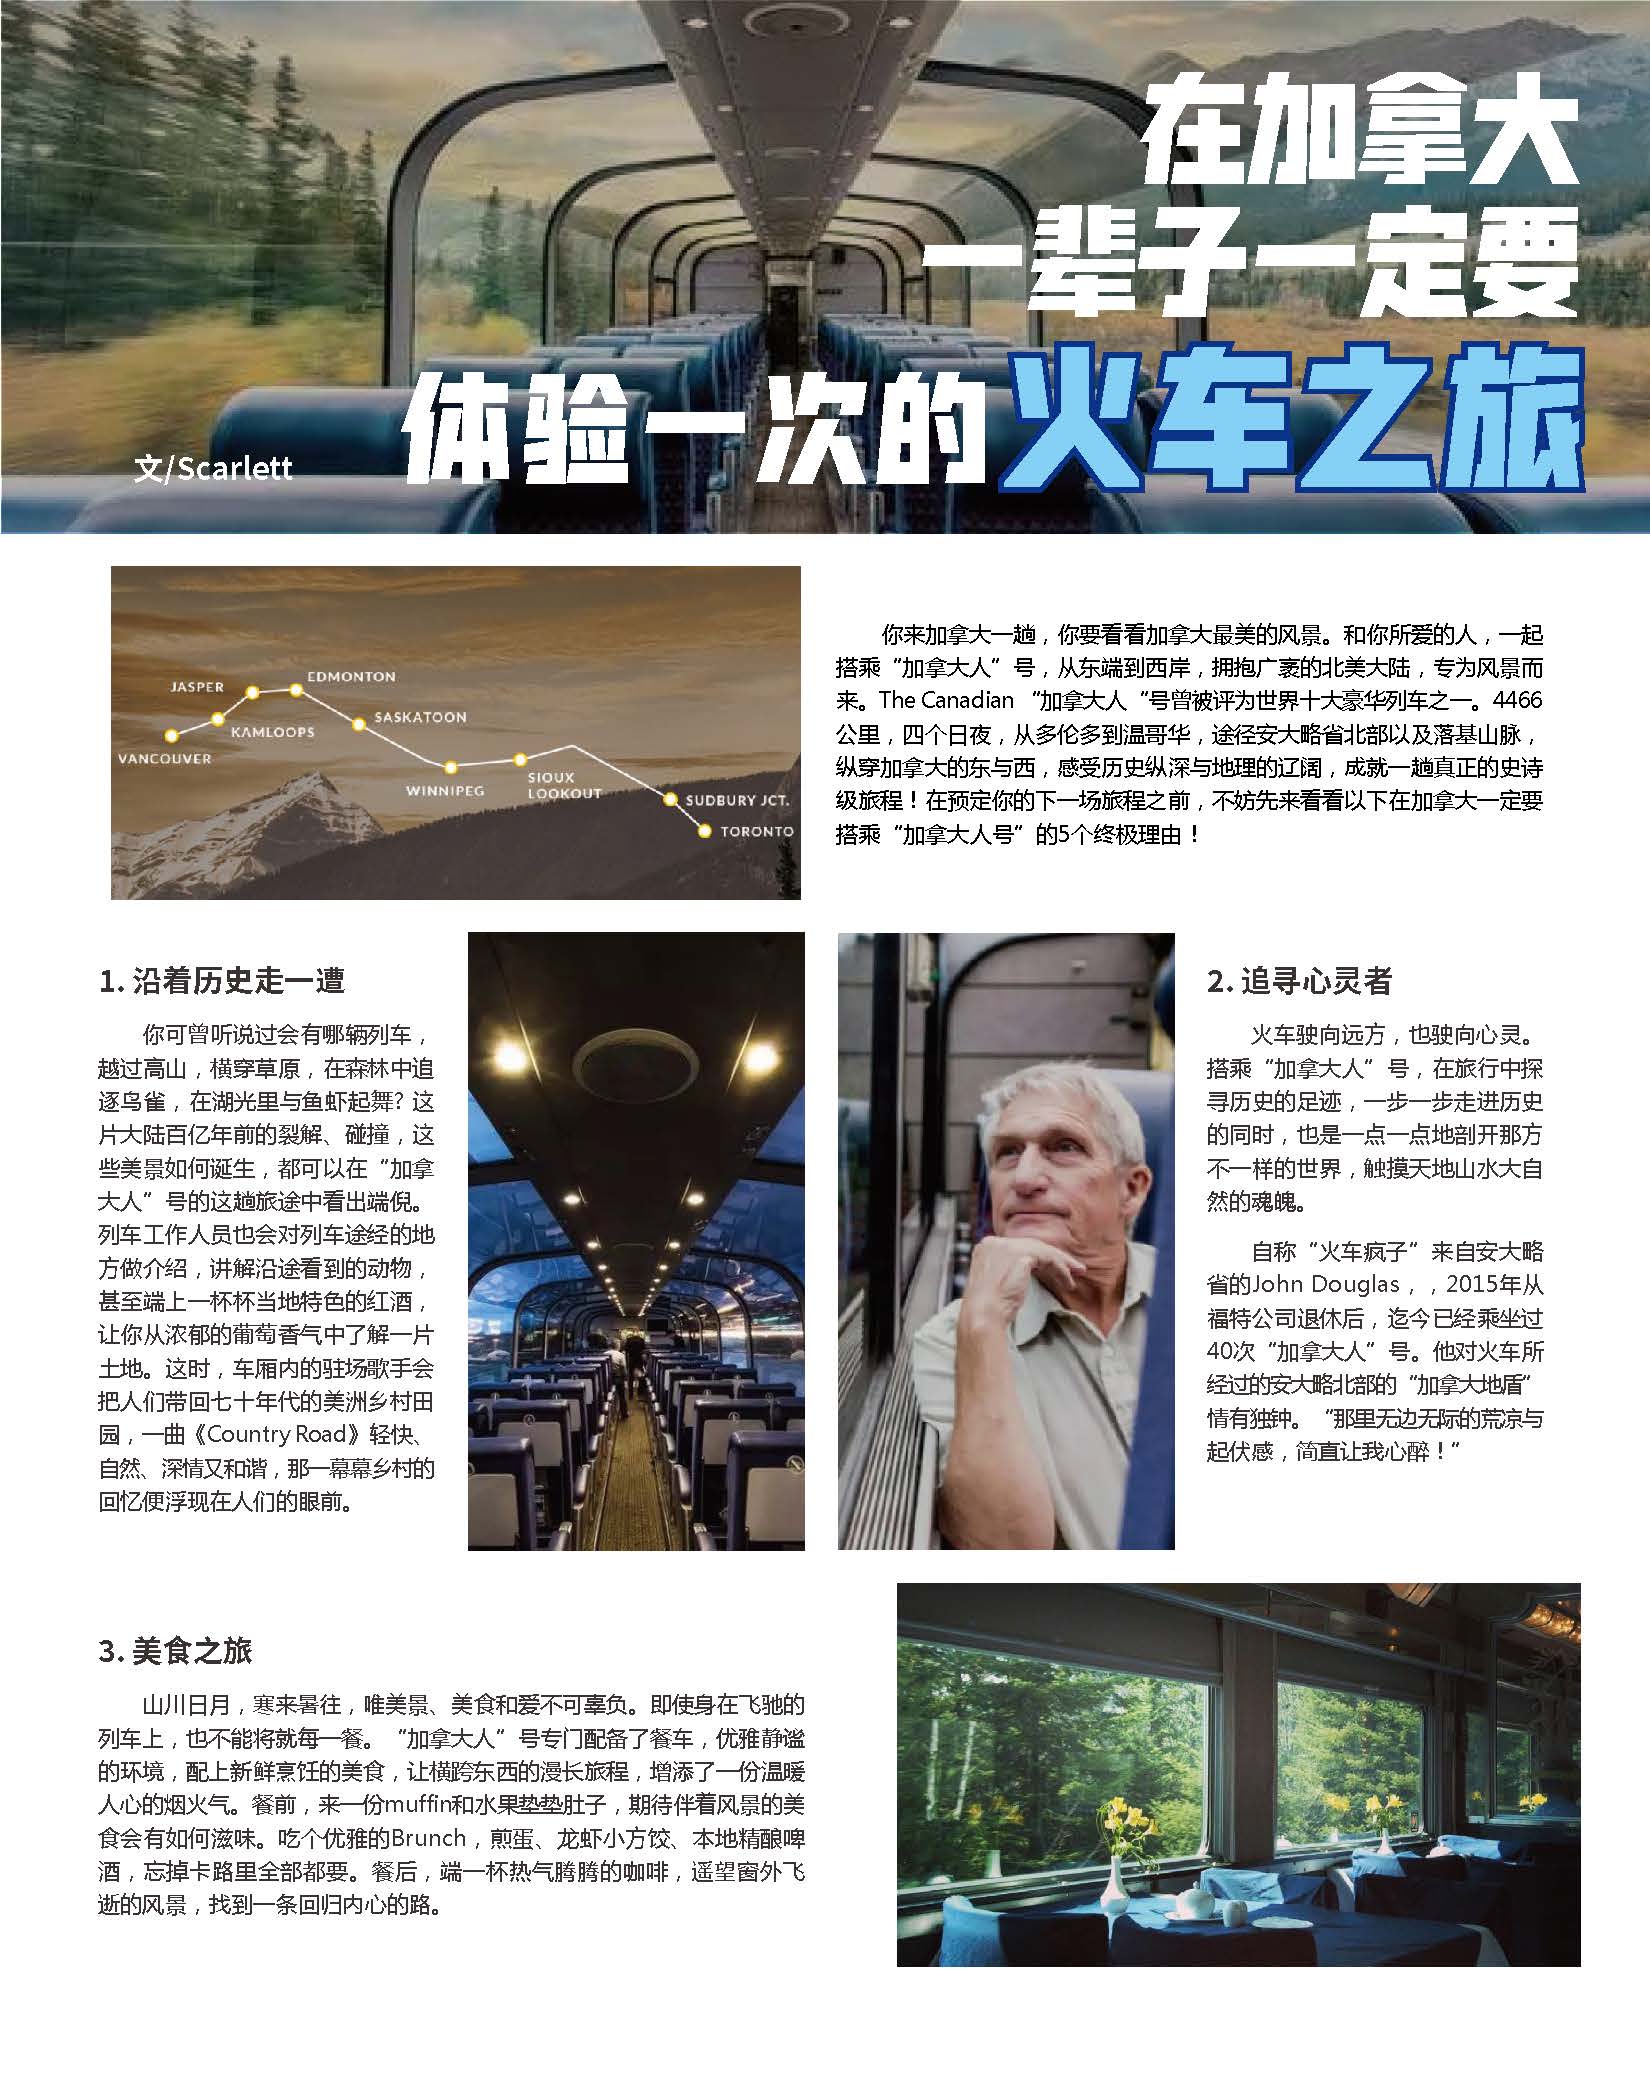 在加拿大
一辈子一定要
体验一次的火车之旅
文/Scarlett
JASPER
EDMONTON
KAMLOOPS
SASKATOON
VANCOUVER
WINNIPEG
SIOUX
LOOKOUT
SUDBURY JCT.
TORONTO
你来加拿大一趟，你要看看加拿大最美的风景。和你所爱的人，一起
搭乘“加拿大人”号，从东端到西岸，拥抱广袤的北美大陆，专为风景而
来。The Canadian “加拿大人“号曾被评为世界十大豪华列车之一。4466
公里，四个日夜，从多伦多到温哥华，途径安大略省北部以及落基山脉，
纵穿加拿大的东与西，感受历史纵深与地理的辽阔，成就一趟真正的史诗
级旅程！在预定你的下一场旅程之前，不妨先来看看以下在加拿大一定要
搭乘“加拿大人号”的5个终极理由！
1. 沿着历史走一遭
你可曾听说过会有哪辆列车，
越过高山，横穿草原，在森林中追
逐鸟雀，在湖光里与鱼虾起舞? 这
片大陆百亿年前的裂解、碰撞，这
些美景如何诞生，都可以在“加拿
大人”号的这趟旅途中看出端倪。
列车工作人员也会对列车途经的地
方做介绍，讲解沿途看到的动物，
甚至端上一杯杯当地特色的红酒，
让你从浓郁的葡萄香气中了解一片
土地。这时，车厢内的驻场歌手会
把人们带回七十年代的美洲乡村田
园，一曲《Country Road》轻快、
自然、深情又和谐，那一幕幕乡村的
回忆便浮现在人们的眼前。
2. 追寻心灵者
火车驶向远方，也驶向心灵。
搭乘“加拿大人”号，在旅行中探
寻历史的足迹，一步一步走进历史
的同时，也是一点一点地剖开那方
不一样的世界，触摸天地山水大自
然的魂魄。
自称“火车疯子”来自安大略
省的John Douglas，，2015年从
福特公司退休后，迄今已经乘坐过
40次“加拿大人”号。他对火车所
经过的安大略北部的“加拿大地盾”
情有独钟。“那里无边无际的荒凉与
起伏感，简直让我心醉！”
3. 美食之旅
山川日月，寒来暑往，唯美景、美食和爱不可辜负。即使身在飞驰的
列车上，也不能将就每一餐。“加拿大人”号专门配备了餐车，优雅静谧
的环境，配上新鲜烹饪的美食，让横跨东西的漫长旅程，增添了一份温暖
人心的烟火气。餐前，来一份muffin和水果垫垫肚子，期待伴着风景的美
食会有如何滋味。吃个优雅的Brunch，煎蛋、龙虾小方饺、本地精酿啤
酒，忘掉卡路里全部都要。餐后，端一杯热气腾腾的咖啡，遥望窗外飞
逝的风景，找到一条回归内心的路。